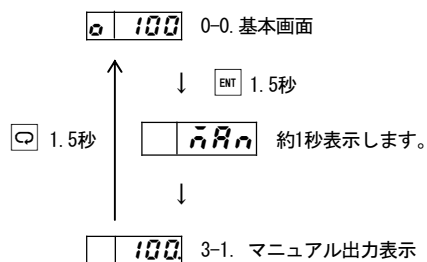 o 100 0-0. 基本画面
↓ ENT 1.5秒
1.5秒
nAn 約1秒表示します。
↓
100. 3-1. マニュアル出力表示